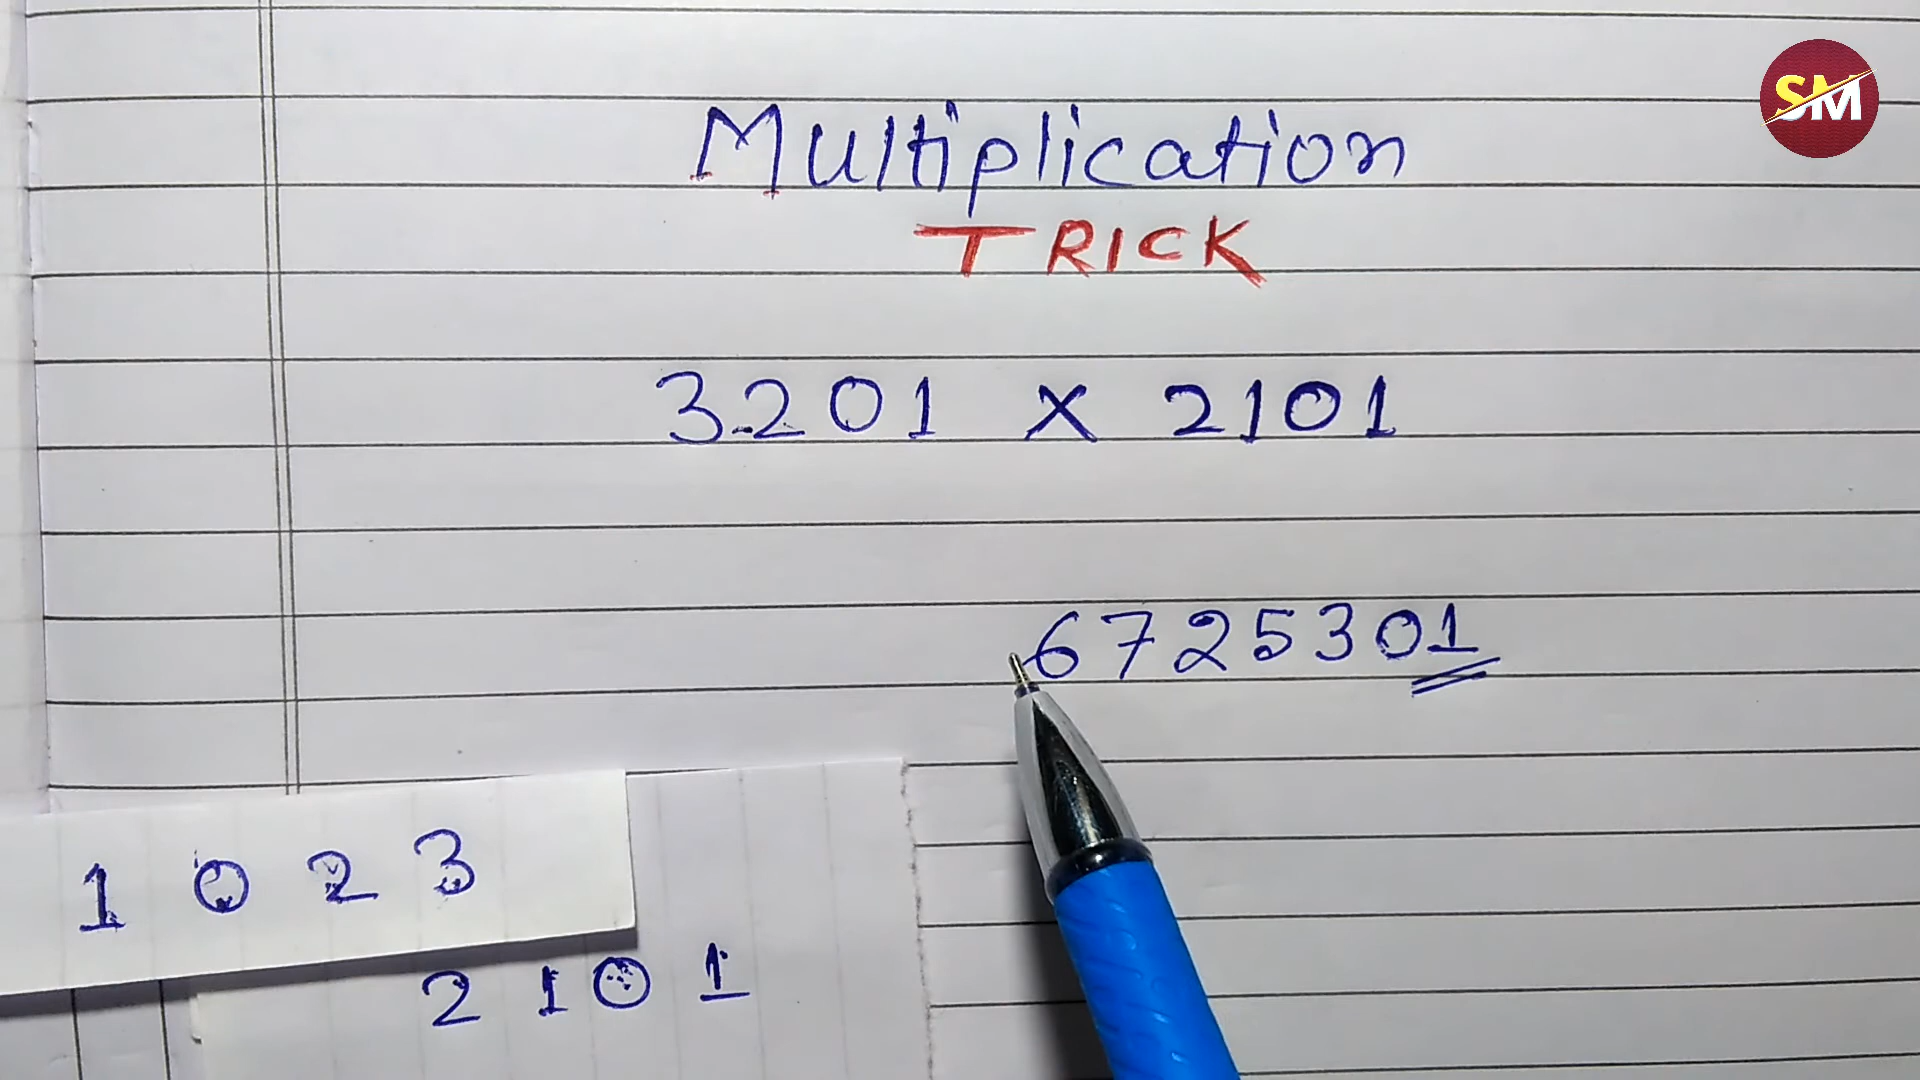 SM
Multiplication
TRICK
3201 X 2101
6725301
1 0 2 3
2 1 0 1